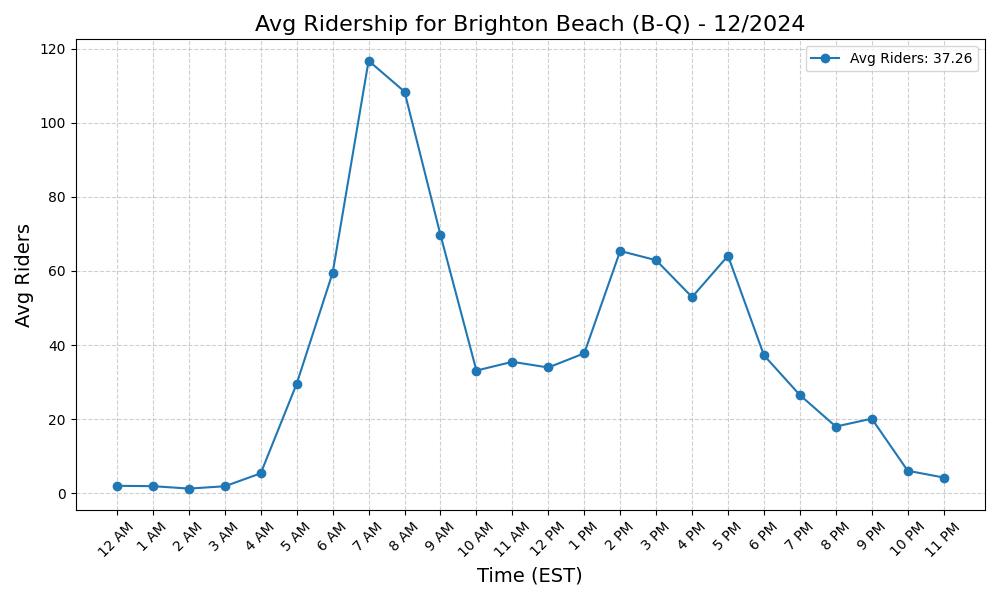 Avg Ridership for Brighton Beach (B-Q) - 12/2024
Avg Riders: 37.26
120
100
80
60
40
20
0
Avg Riders
12 AM
1 AM
2 AM
3 AM
4 AM
5 AM
6 AM
7 AM
8 AM
9 AM
10 AM
11 AM
12 PM
1 PM
2 PM
3 PM
4 PM
5 PM
6 PM
7 PM
8 PM
9 PM
10 PM
11 PM
Time (EST)